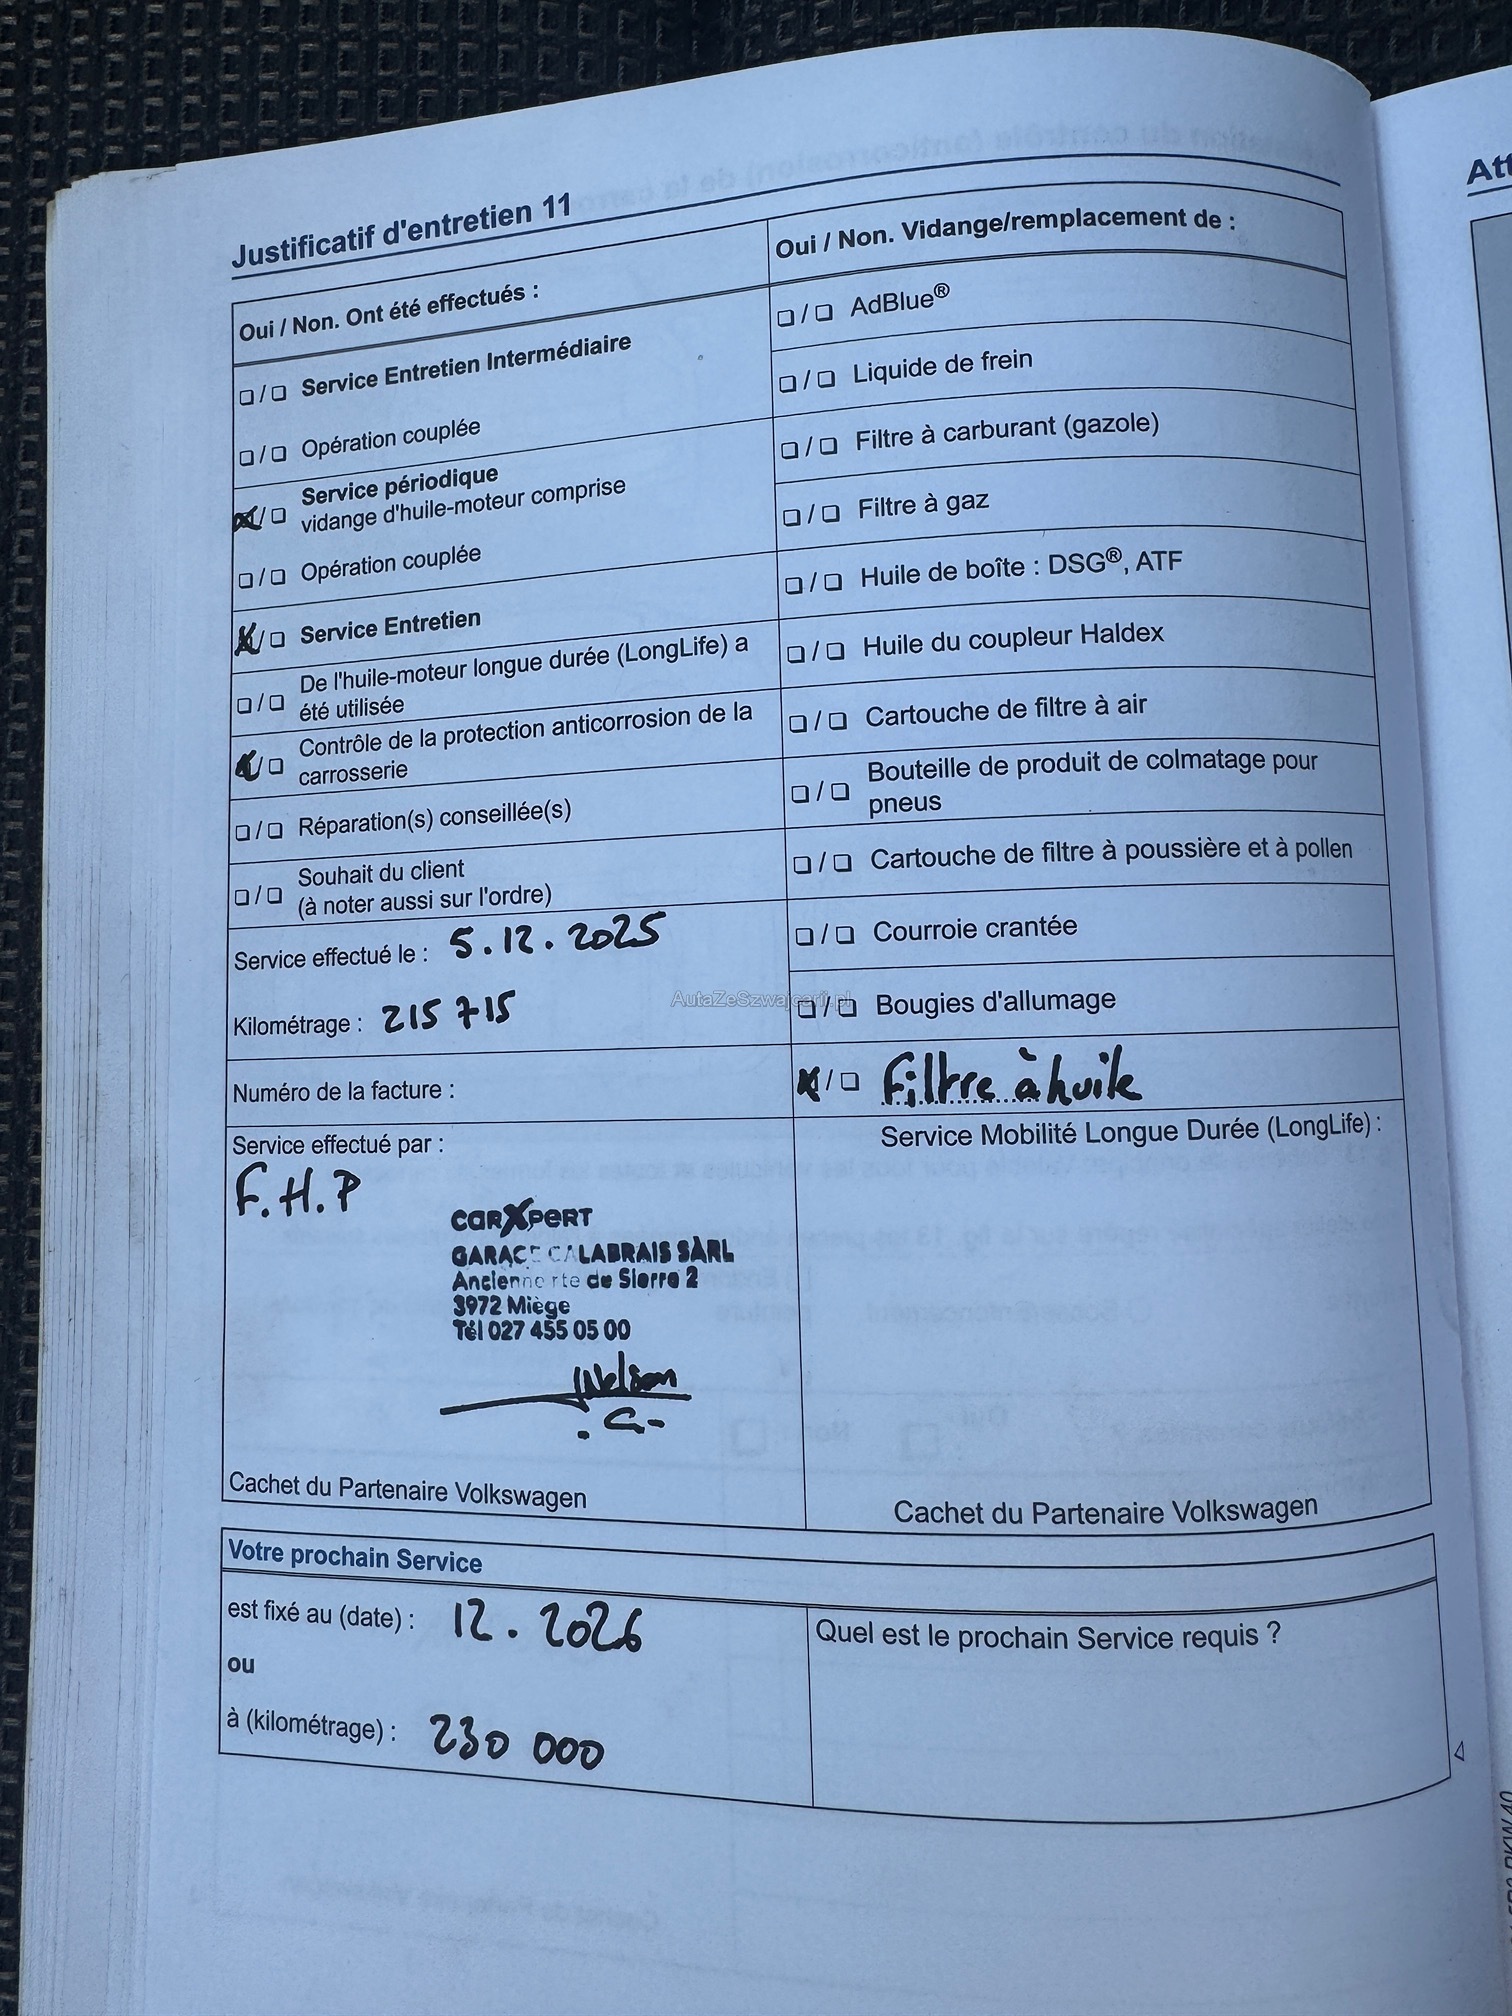 Justificatif d'entretien 11
Oui / Non. Ont été effectués :
❏ / ❏ Service Entretien Intermédiaire
❏ / ❏ Opération couplée
☒ / ❏ Service périodique
vidange d'huile-moteur comprise
❏ / ❏ Opération couplée
☒ / ❏ Service Entretien
❏ / ❏ De l'huile-moteur longue durée (LongLife) a
été utilisée
☒ / ❏ Contrôle de la protection anticorrosion de la
carrosserie
❏ / ❏ Réparation(s) conseillée(s)
❏ / ❏ Souhait du client
(à noter aussi sur l'ordre)
Service effectué le : 5.12.2025
Kilométrage : 215 715
Numéro de la facture :
Service effectué par :
F.H.P
carXpert
GARAGE CALABRAIS SÀRL
Ancienne rte de Sierre 2
3972 Miège
Tél 027 455 05 00
Cachet du Partenaire Volkswagen
Oui / Non. Vidange/remplacement de :
❏ / ❏ AdBlue®
❏ / ❏ Liquide de frein
❏ / ❏ Filtre à carburant (gazole)
❏ / ❏ Filtre à gaz
❏ / ❏ Huile de boîte : DSG®, ATF
❏ / ❏ Huile du coupleur Haldex
❏ / ❏ Cartouche de filtre à air
❏ / ❏ Bouteille de produit de colmatage pour
pneus
❏ / ❏ Cartouche de filtre à poussière et à pollen
❏ / ❏ Courroie crantée
❏ / ❏ Bougies d'allumage
☒ / ❏ Filtre à huile
Service Mobilité Longue Durée (LongLife) :
Cachet du Partenaire Volkswagen
Votre prochain Service
est fixé au (date) : 12.2026
ou
à (kilométrage) : 230 000
Quel est le prochain Service requis ?
AutaZeSzwajcarii.pl